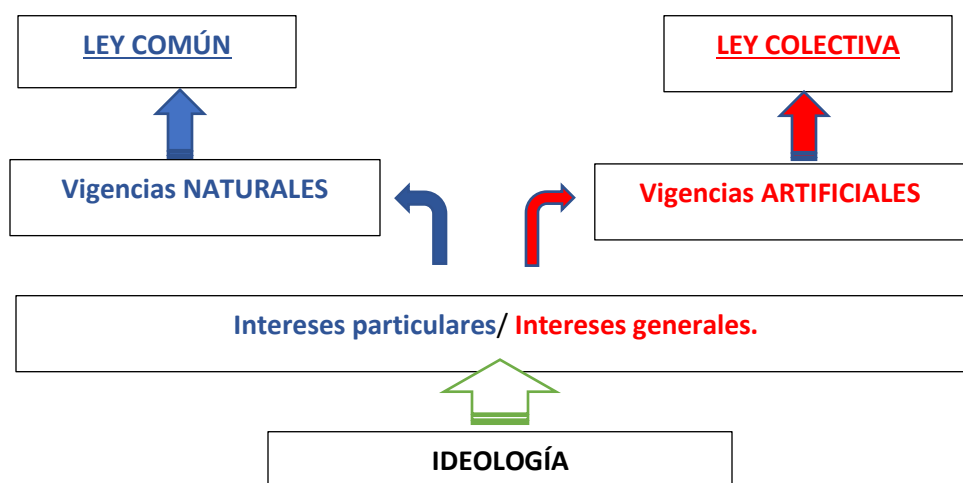 LEY COMÚN
LEY COLECTIVA
Vigencias NATURALES
Vigencias ARTIFICIALES
Intereses particulares/ Intereses generales.
IDEOLOGÍA